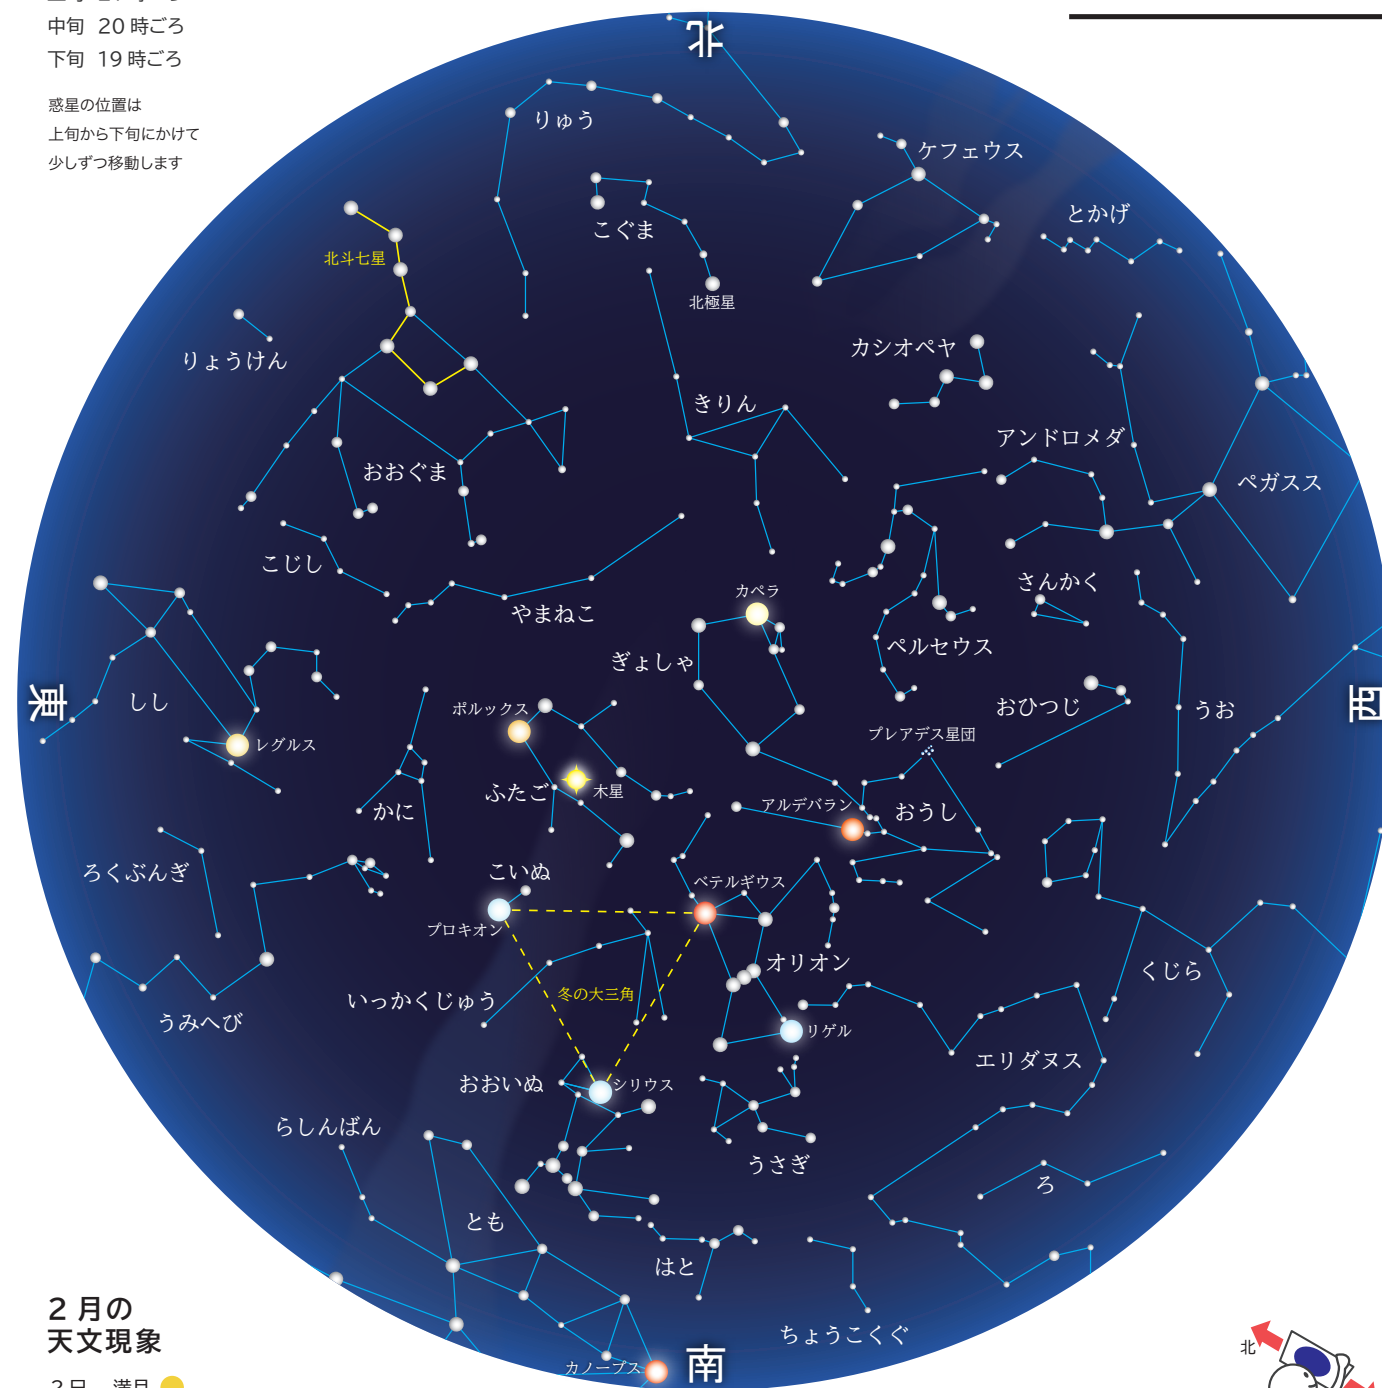 中旬 20時ごろ
下旬 19時ごろ
惑星の位置は
上旬から下旬にかけて
少しずつ移動します
北
りゅう
ケフェウス
とかげ
こぐま
北斗七星
北極星
りょうけん
カシオペヤ
きりん
アンドロメダ
おおぐま
ペガスス
こじし
さんかく
カペラ
やまねこ
ペルセウス
ぎょしゃ
東
しし
ポルックス
おひつじ
うお
西
レグルス
プレアデス星団
ふたご
木星
アルデバラン
おうし
かに
ろくぶんぎ
こいぬ
ベテルギウス
プロキオン
オリオン
くじら
いっかくじゅう
冬の大三角
うみへび
リゲル
エリダヌス
おおいぬ
シリウス
らしんばん
うさぎ
ろ
とも
はと
ちょうこくぐ
カノープス
南
2月の
天文現象
2日 満月
北